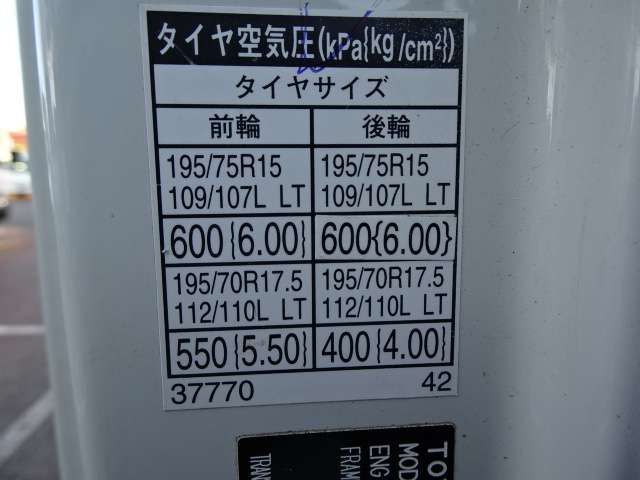 タイヤ空気圧(kPa{kg/cm²})
タイヤサイズ
前輪 後輪
195/75R15 195/75R15
109/107L LT 109/107L LT
600{6.00} 600{6.00}
195/70R17.5 195/70R17.5
112/110L LT 112/110L LT
550{5.50} 400{4.00}
37770 42
ENG